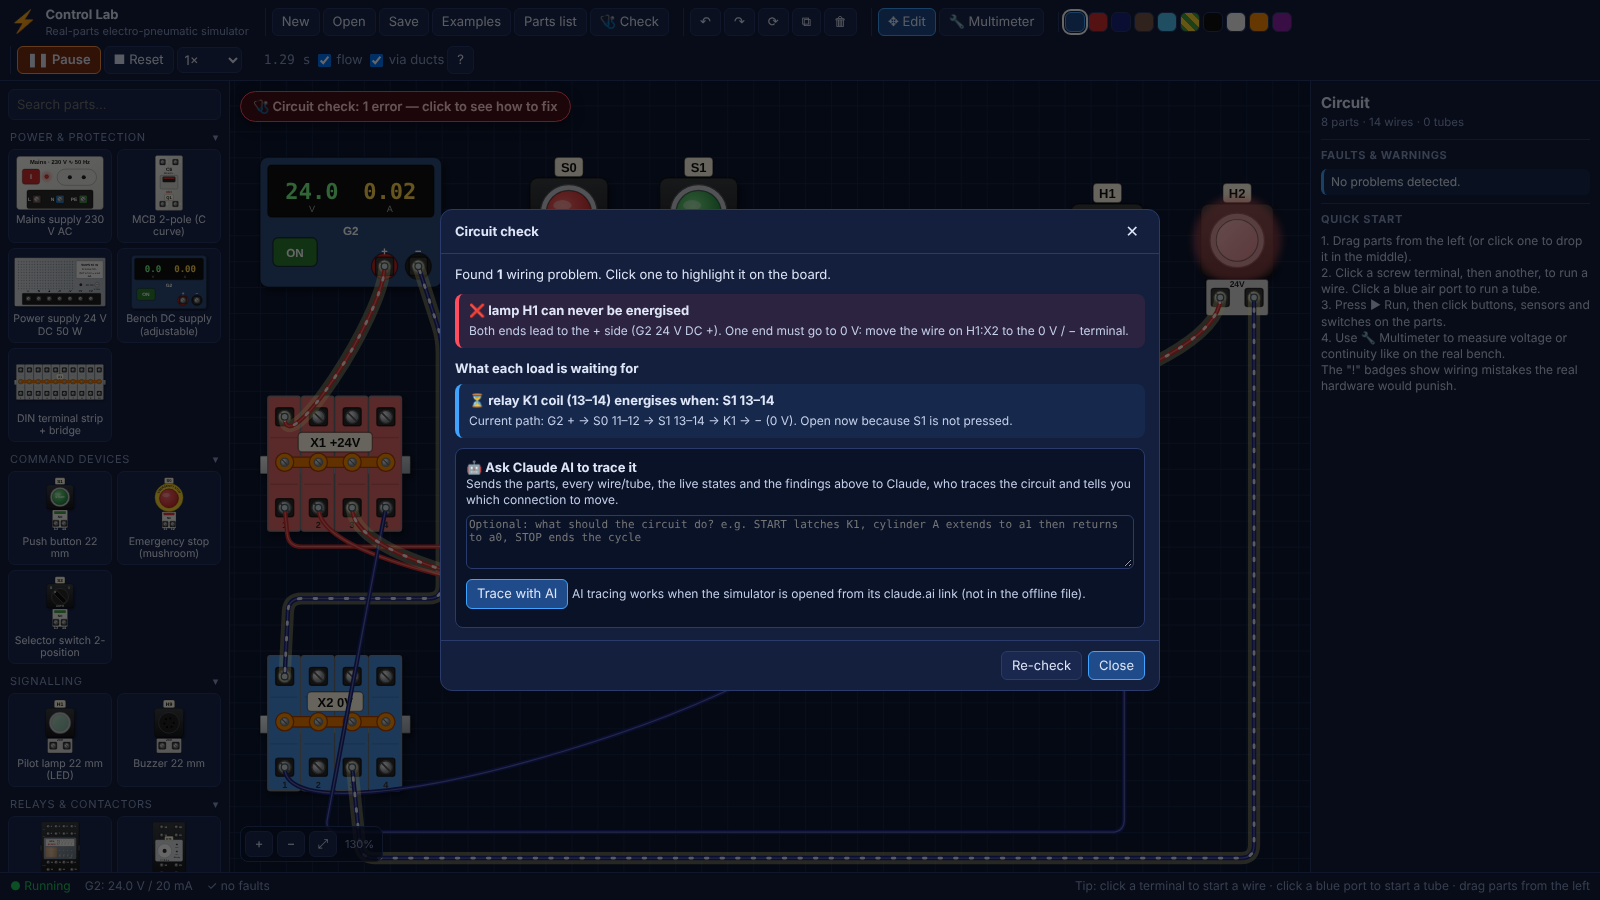 Control Lab
Real-parts electro-pneumatic simulator
New
Open
Save
Examples
Parts list
Check
Edit
Multimeter
Pause
Reset
1×
1.29 s
flow
via ducts
?
Search parts...
POWER & PROTECTION
Mains · 230 V ∿ 50 Hz
Mains supply 230
V AC
MCB 2-pole (C
curve)
Power supply 24 V
DC 50 W
0.0 0.00
Bench DC supply
(adjustable)
DIN terminal strip
+ bridge
COMMAND DEVICES
Push button 22
mm
Emergency stop
(mushroom)
Selector switch 2-
position
SIGNALLING
Pilot lamp 22 mm
(LED)
Buzzer 22 mm
RELAYS & CONTACTORS
Circuit check: 1 error — click to see how to fix
24.0 0.02
V A
G2
ON
+ −
S0
S1
H1
H2
24V
X1 +24V
1 2 3 4
X2 0V
1 2 3 4
Circuit check
✕
Found 1 wiring problem. Click one to highlight it on the board.
❌ lamp H1 can never be energised
Both ends lead to the + side (G2 24 V DC +). One end must go to 0 V: move the wire on H1:X2 to the 0 V / − terminal.
What each load is waiting for
⏳ relay K1 coil (13–14) energises when: S1 13–14
Current path: G2 + → S0 11–12 → S1 13–14 → K1 → − (0 V). Open now because S1 is not pressed.
🤖 Ask Claude AI to trace it
Sends the parts, every wire/tube, the live states and the findings above to Claude, who traces the circuit and tells you
which connection to move.
Optional: what should the circuit do? e.g. START latches K1, cylinder A extends to a1 then returns
to a0, STOP ends the cycle
Trace with AI
AI tracing works when the simulator is opened from its claude.ai link (not in the offline file).
Re-check
Close
+ − 130%
Circuit
8 parts · 14 wires · 0 tubes
FAULTS & WARNINGS
No problems detected.
QUICK START
1. Drag parts from the left (or click one to drop
it in the middle).
2. Click a screw terminal, then another, to run a
wire. Click a blue air port to run a tube.
3. Press ▶ Run, then click buttons, sensors and
switches on the parts.
4. Use 🔧 Multimeter to measure voltage or
continuity like on the real bench.
The "!" badges show wiring mistakes the real
hardware would punish.
Running
G2: 24.0 V / 20 mA
✓ no faults
Tip: click a terminal to start a wire · click a blue port to start a tube · drag parts from the left